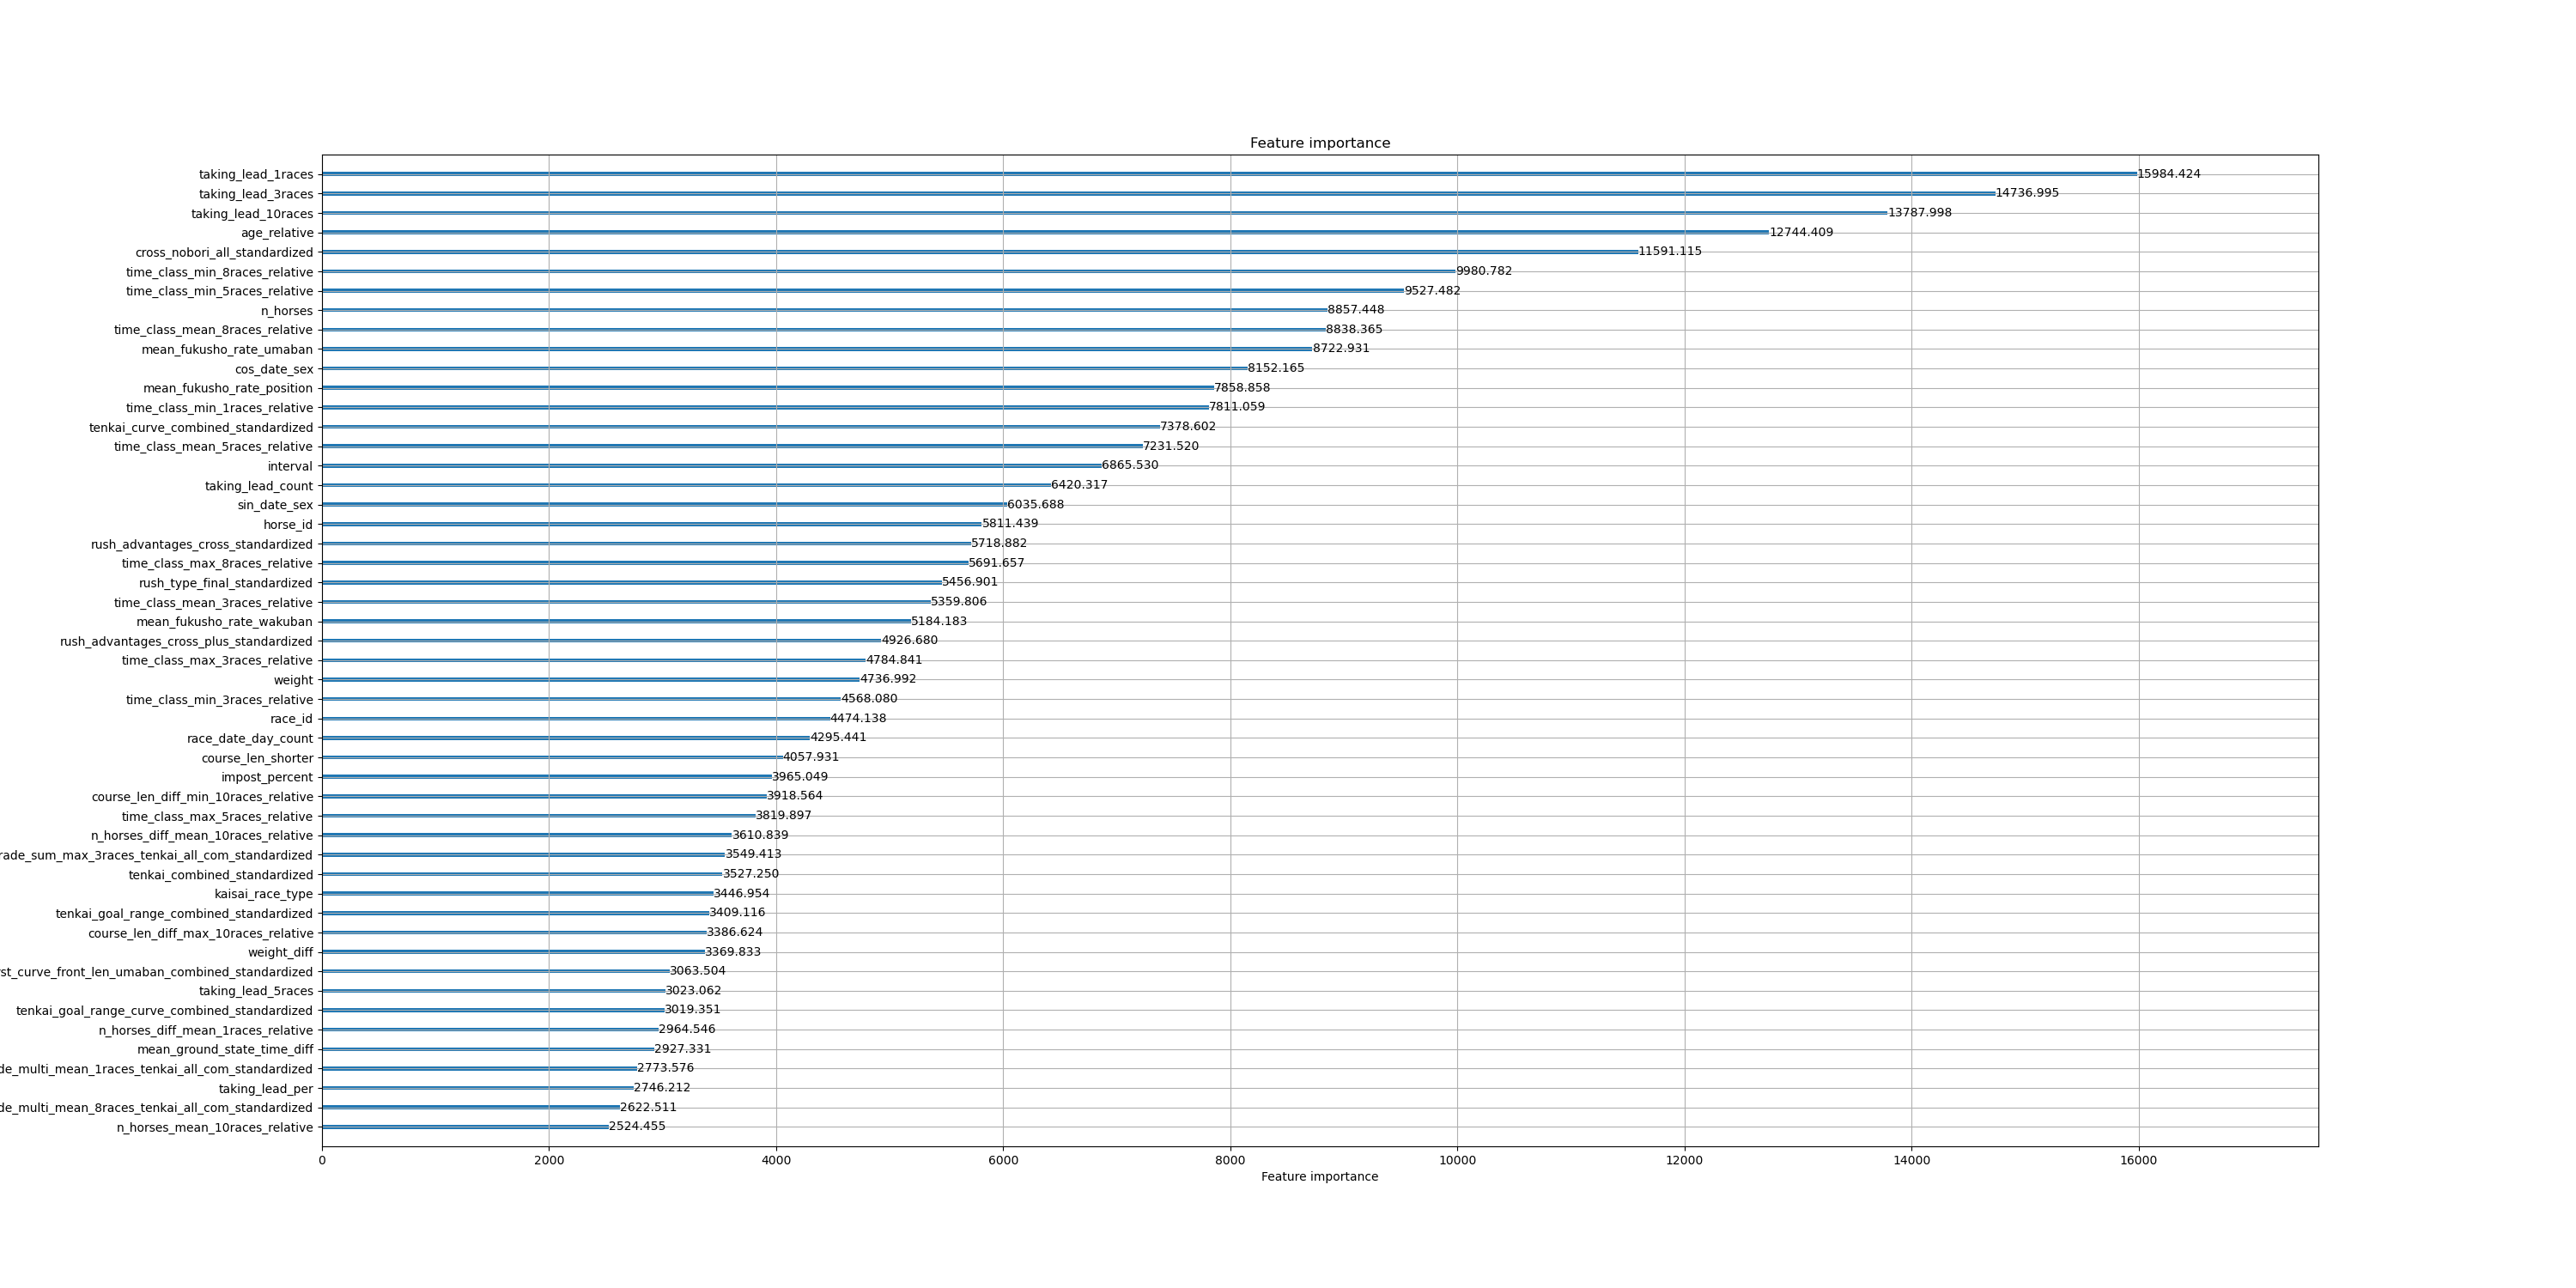 Feature importance
taking_lead_1races 15984.424
taking_lead_3races 14736.995
taking_lead_10races 13787.998
age_relative 12744.409
cross_nobori_all_standardized 11591.115
time_class_min_8races_relative 9980.782
time_class_min_5races_relative 9527.482
n_horses 8857.448
time_class_mean_8races_relative 8838.365
mean_fukusho_rate_umaban 8722.931
cos_date_sex 8152.165
mean_fukusho_rate_position 7858.858
time_class_min_1races_relative 7811.059
tenkai_curve_combined_standardized 7378.602
time_class_mean_5races_relative 7231.520
interval 6865.530
taking_lead_count 6420.317
sin_date_sex 6035.688
horse_id 5811.439
rush_advantages_cross_standardized 5718.882
time_class_max_8races_relative 5691.657
rush_type_final_standardized 5456.901
time_class_mean_3races_relative 5359.806
mean_fukusho_rate_wakuban 5184.183
rush_advantages_cross_plus_standardized 4926.680
time_class_max_3races_relative 4784.841
weight 4736.992
time_class_min_3races_relative 4568.080
race_id 4474.138
race_date_day_count 4295.441
course_len_shorter 4057.931
impost_percent 3965.049
course_len_diff_min_10races_relative 3918.564
time_class_max_5races_relative 3819.897
n_horses_diff_mean_10races_relative 3610.839
rade_sum_max_3races_tenkai_all_com_standardized 3549.413
tenkai_combined_standardized 3527.250
kaisai_race_type 3446.954
tenkai_goal_range_combined_standardized 3409.116
course_len_diff_max_10races_relative 3386.624
weight_diff 3369.833
st_curve_front_len_umaban_combined_standardized 3063.504
taking_lead_5races 3023.062
tenkai_goal_range_curve_combined_standardized 3019.351
n_horses_diff_mean_1races_relative 2964.546
mean_ground_state_time_diff 2927.331
de_multi_mean_1races_tenkai_all_com_standardized 2773.576
taking_lead_per 2746.212
de_multi_mean_8races_tenkai_all_com_standardized 2622.511
n_horses_mean_10races_relative 2524.455
0 2000 4000 6000 8000 10000 12000 14000 16000
Feature importance